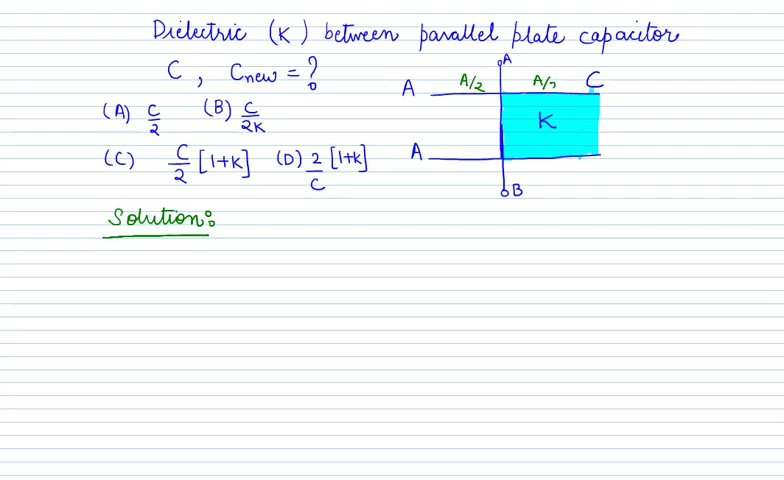 Dielectric (K) between parallel plate capacitor
C , Cnew = ?
(A) C/2 (B) C/2K
(C) C/2 [1+K] (D) 2/C [1+K]
A
A A/2 A/2 C
K
A
B
Solution: